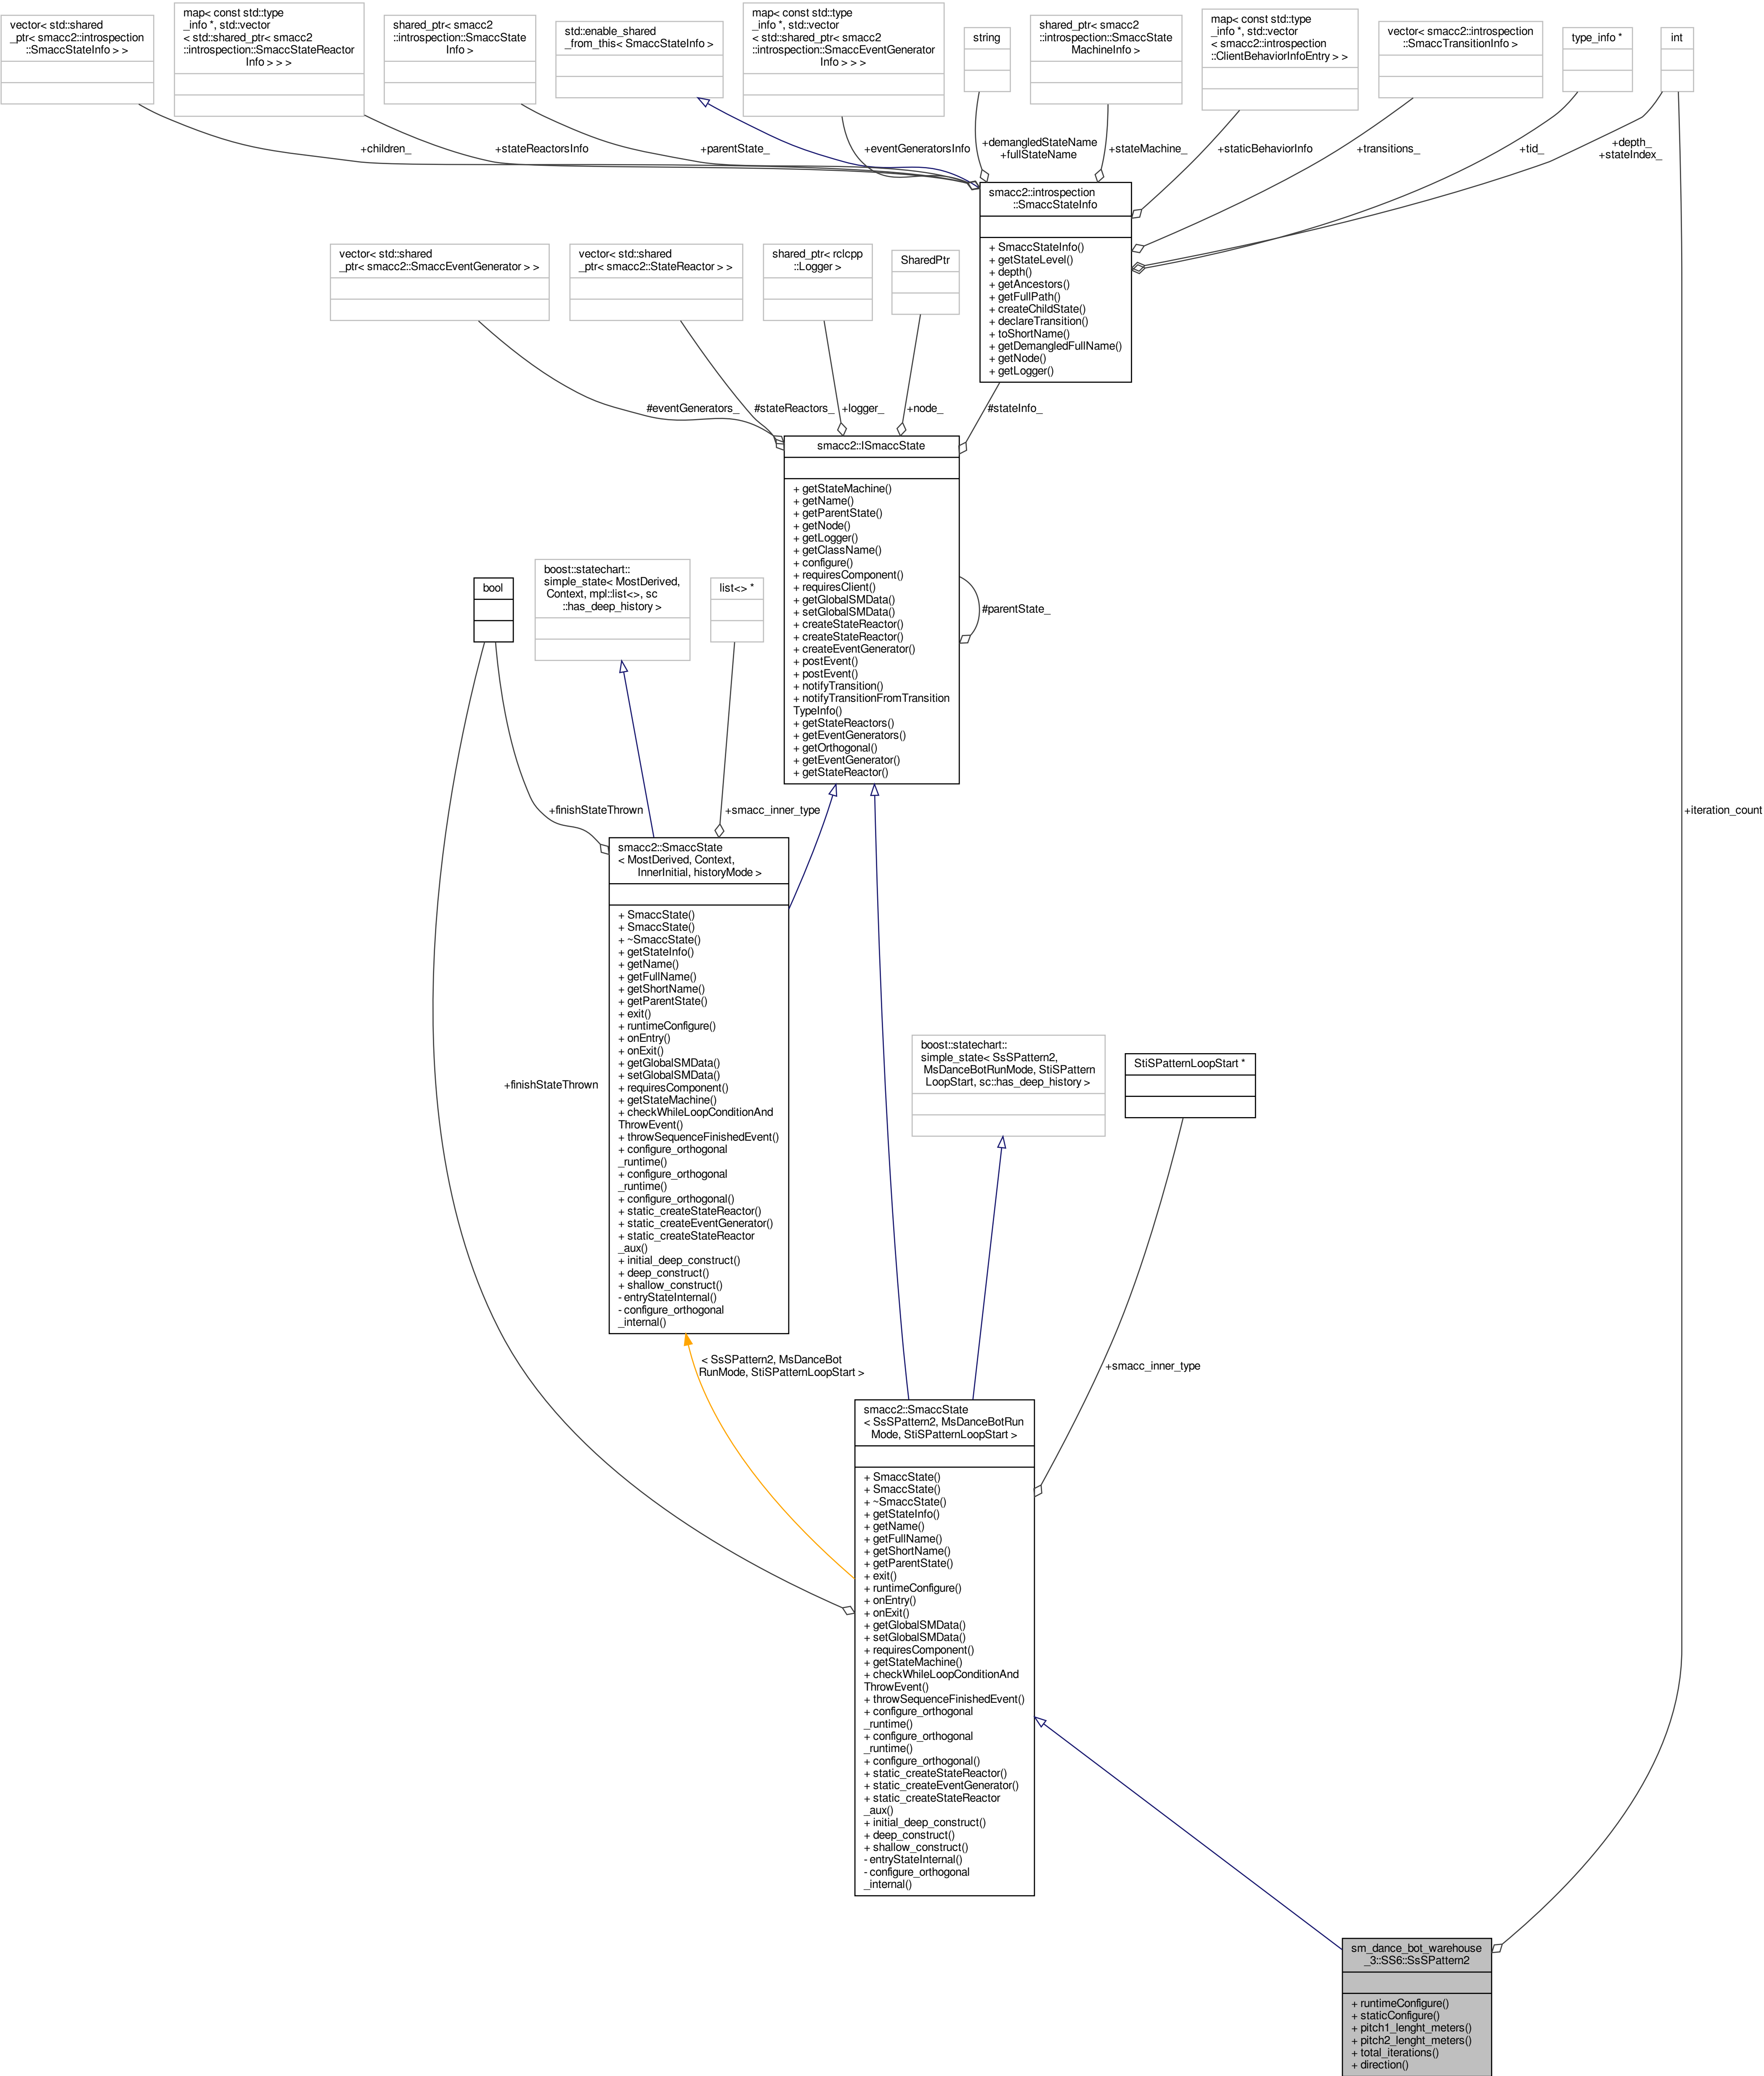 vector< std::shared
_ptr< smacc2::introspection
::SmaccStateInfo > >
map< const std::type
_info *, std::vector
< std::shared_ptr< smacc2
::introspection::SmaccStateReactor
Info > > >
shared_ptr< smacc2
::introspection::SmaccState
Info >
std::enable_shared
_from_this< SmaccStateInfo >
map< const std::type
_info *, std::vector
< std::shared_ptr< smacc2
::introspection::SmaccEventGenerator
Info > > >
string
shared_ptr< smacc2
::introspection::SmaccState
MachineInfo >
map< const std::type
_info *, std::vector
< smacc2::introspection
::ClientBehaviorInfoEntry > >
vector< smacc2::introspection
::SmaccTransitionInfo >
type_info *
int
+children_
+stateReactorsInfo
+parentState_
+eventGeneratorsInfo
+demangledStateName
+fullStateName
+stateMachine_
+staticBehaviorInfo
+transitions_
+tid_
+depth_
+stateIndex_
smacc2::introspection
::SmaccStateInfo
+ SmaccStateInfo()
+ getStateLevel()
+ depth()
+ getAncestors()
+ getFullPath()
+ createChildState()
+ declareTransition()
+ toShortName()
+ getDemangledFullName()
+ getNode()
+ getLogger()
vector< std::shared
_ptr< smacc2::SmaccEventGenerator > >
vector< std::shared
_ptr< smacc2::StateReactor > >
shared_ptr< rclcpp
::Logger >
SharedPtr
#eventGenerators_
#stateReactors_
+logger_
+node_
#stateInfo_
smacc2::ISmaccState
+ getStateMachine()
+ getName()
+ getParentState()
+ getNode()
+ getLogger()
+ getClassName()
+ configure()
+ requiresComponent()
+ requiresClient()
+ getGlobalSMData()
+ setGlobalSMData()
+ createStateReactor()
+ createStateReactor()
+ createEventGenerator()
+ postEvent()
+ postEvent()
+ notifyTransition()
+ notifyTransitionFromTransition
TypeInfo()
+ getStateReactors()
+ getEventGenerators()
+ getOrthogonal()
+ getEventGenerator()
+ getStateReactor()
#parentState_
bool
boost::statechart::
simple_state< MostDerived,
Context, mpl::list<>, sc
::has_deep_history >
list<> *
+finishStateThrown
+smacc_inner_type
+iteration_count
smacc2::SmaccState
< MostDerived, Context,
InnerInitial, historyMode >
+ SmaccState()
+ SmaccState()
+ ~SmaccState()
+ getStateInfo()
+ getName()
+ getFullName()
+ getShortName()
+ getParentState()
+ exit()
+ runtimeConfigure()
+ onEntry()
+ onExit()
+ getGlobalSMData()
+ setGlobalSMData()
+ requiresComponent()
+ getStateMachine()
+ checkWhileLoopConditionAnd
ThrowEvent()
+ throwSequenceFinishedEvent()
+ configure_orthogonal
_runtime()
+ configure_orthogonal
_runtime()
+ configure_orthogonal()
+ static_createStateReactor()
+ static_createEventGenerator()
+ static_createStateReactor
_aux()
+ initial_deep_construct()
+ deep_construct()
+ shallow_construct()
- entryStateInternal()
- configure_orthogonal
_internal()
+finishStateThrown
boost::statechart::
simple_state< SsSPattern2,
MsDanceBotRunMode, StiSPattern
LoopStart, sc::has_deep_history >
StiSPatternLoopStart *
< SsSPattern2, MsDanceBot
RunMode, StiSPatternLoopStart >
+smacc_inner_type
smacc2::SmaccState
< SsSPattern2, MsDanceBotRun
Mode, StiSPatternLoopStart >
+ SmaccState()
+ SmaccState()
+ ~SmaccState()
+ getStateInfo()
+ getName()
+ getFullName()
+ getShortName()
+ getParentState()
+ exit()
+ runtimeConfigure()
+ onEntry()
+ onExit()
+ getGlobalSMData()
+ setGlobalSMData()
+ requiresComponent()
+ getStateMachine()
+ checkWhileLoopConditionAnd
ThrowEvent()
+ throwSequenceFinishedEvent()
+ configure_orthogonal
_runtime()
+ configure_orthogonal
_runtime()
+ configure_orthogonal()
+ static_createStateReactor()
+ static_createEventGenerator()
+ static_createStateReactor
_aux()
+ initial_deep_construct()
+ deep_construct()
+ shallow_construct()
- entryStateInternal()
- configure_orthogonal
_internal()
sm_dance_bot_warehouse
_3::SS6::SsSPattern2
+ runtimeConfigure()
+ staticConfigure()
+ pitch1_lenght_meters()
+ pitch2_lenght_meters()
+ total_iterations()
+ direction()